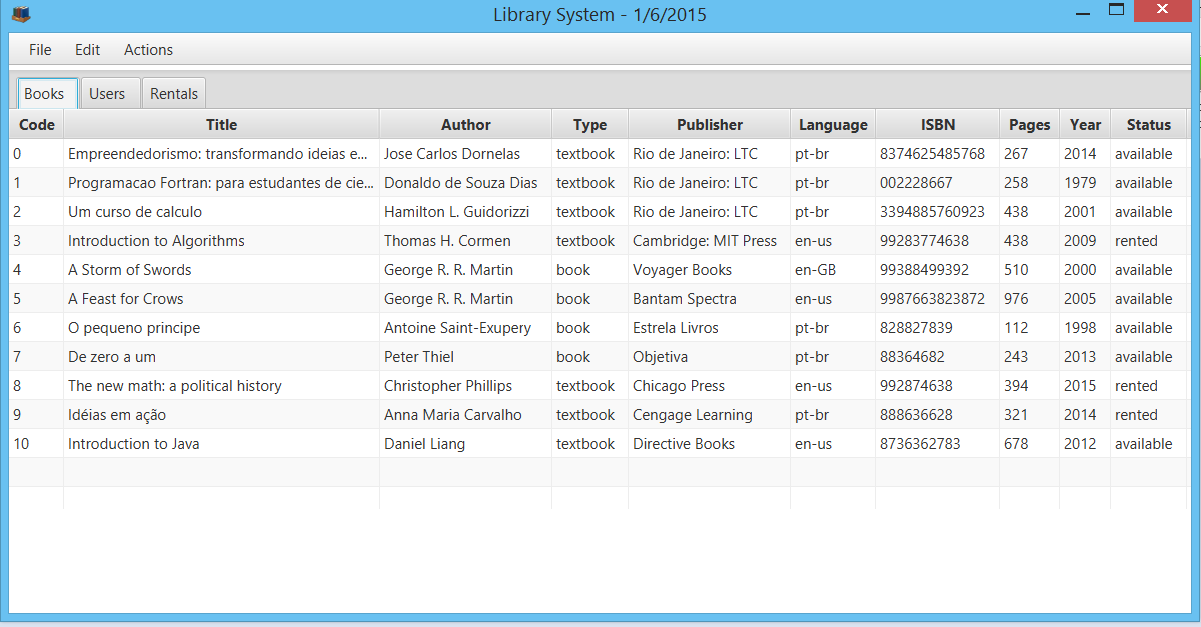 Library System - 1/6/2015
File Edit Actions
Books Users Rentals
Code Title Author Type Publisher Language ISBN Pages Year Status
0 Empreendedorismo: transformando ideias e... Jose Carlos Dornelas textbook Rio de Janeiro: LTC pt-br 8374625485768 267 2014 available
1 Programacao Fortran: para estudantes de cie... Donaldo de Souza Dias textbook Rio de Janeiro: LTC pt-br 002228667 258 1979 available
2 Um curso de calculo Hamilton L. Guidorizzi textbook Rio de Janeiro: LTC pt-br 3394885760923 438 2001 available
3 Introduction to Algorithms Thomas H. Cormen textbook Cambridge: MIT Press en-us 99283774638 438 2009 rented
4 A Storm of Swords George R. R. Martin book Voyager Books en-GB 99388499392 510 2000 available
5 A Feast for Crows George R. R. Martin book Bantam Spectra en-us 9987663823872 976 2005 available
6 O pequeno principe Antoine Saint-Exupery book Estrela Livros pt-br 828827839 112 1998 available
7 De zero a um Peter Thiel book Objetiva pt-br 88364682 243 2013 available
8 The new math: a political history Christopher Phillips textbook Chicago Press en-us 992874638 394 2015 rented
9 Idéias em ação Anna Maria Carvalho textbook Cengage Learning pt-br 888636628 321 2014 rented
10 Introduction to Java Daniel Liang textbook Directive Books en-us 8736362783 678 2012 available